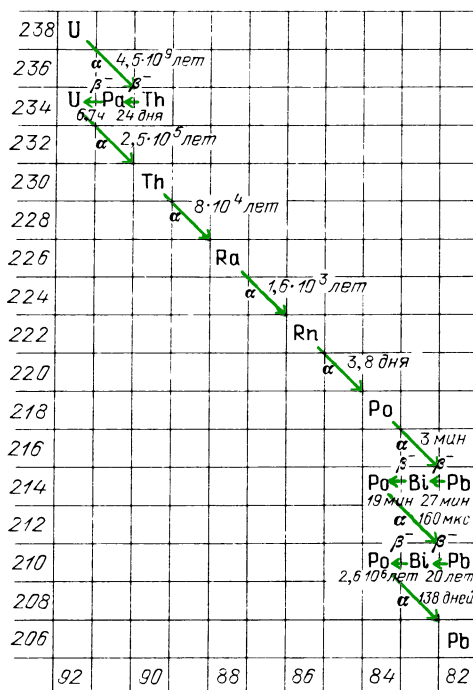 238 U
α 4,5·10⁹ лет
236
β⁻ β⁻
234 U Pa Th
6,7ч 24 дня
α 2,5·10⁵ лет
232
230 Th
α 8·10⁴ лет
228
226 Ra
α 1,6·10³ лет
224
222 Rn
α 3,8 дня
220
218 Po
α 3 мин
216
β⁻ β⁻
214 Po Bi Pb
19 мин 27 мин
α 160 мкс
212
β⁻ β⁻
210 Po Bi Pb
2,6·10⁶ лет 20 лет
α 138 дней
208
206 Pb
92 90 88 86 84 82